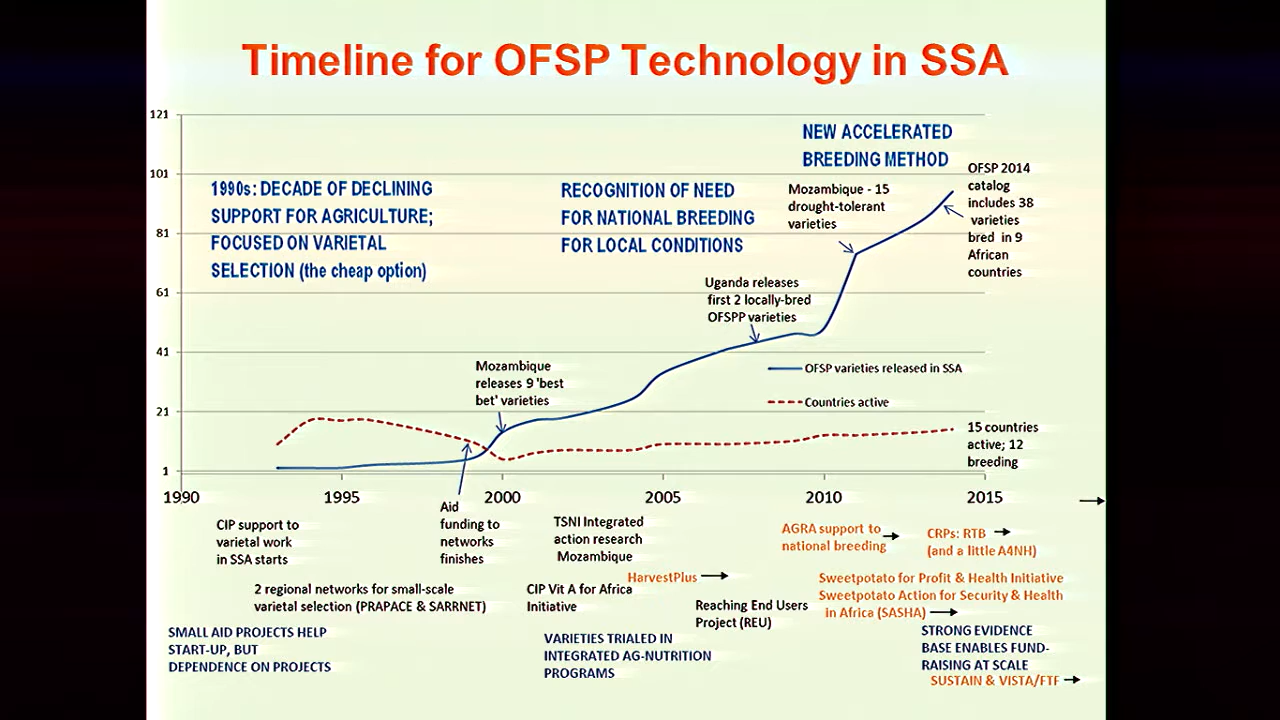 Timeline for OFSP Technology in SSA
121
101
81
61
41
21
1
1990
1995
2000
2005
2010
2015
1990s: DECADE OF DECLINING
SUPPORT FOR AGRICULTURE;
FOCUSED ON VARIETAL
SELECTION (the cheap option)
RECOGNITION OF NEED
FOR NATIONAL BREEDING
FOR LOCAL CONDITIONS
NEW ACCELERATED
BREEDING METHOD
Mozambique - 15
drought-tolerant
varieties
OFSP 2014
catalog
includes 38
varieties
bred in 9
African
countries
Uganda releases
first 2 locally-bred
OFSPP varieties
Mozambique
releases 9 'best
bet' varieties
OFSP varieties released in SSA
Countries active
15 countries
active; 12
breeding
CIP support to
varietal work
in SSA starts
Aid
funding to
networks
finishes
TSNI Integrated
action research
Mozambique
AGRA support to
national breeding
CRPs: RTB
(and a little A4NH)
2 regional networks for small-scale
varietal selection (PRAPACE & SARRNET)
CIP Vit A for Africa
Initiative
HarvestPlus
Reaching End Users
Project (REU)
Sweetpotato for Profit & Health Initiative
Sweetpotato Action for Security & Health
in Africa (SASHA)
SMALL AID PROJECTS HELP
START-UP, BUT
DEPENDENCE ON PROJECTS
VARIETIES TRIALED IN
INTEGRATED AG-NUTRITION
PROGRAMS
STRONG EVIDENCE
BASE ENABLES FUND-
RAISING AT SCALE
SUSTAIN & VISTA/FTF